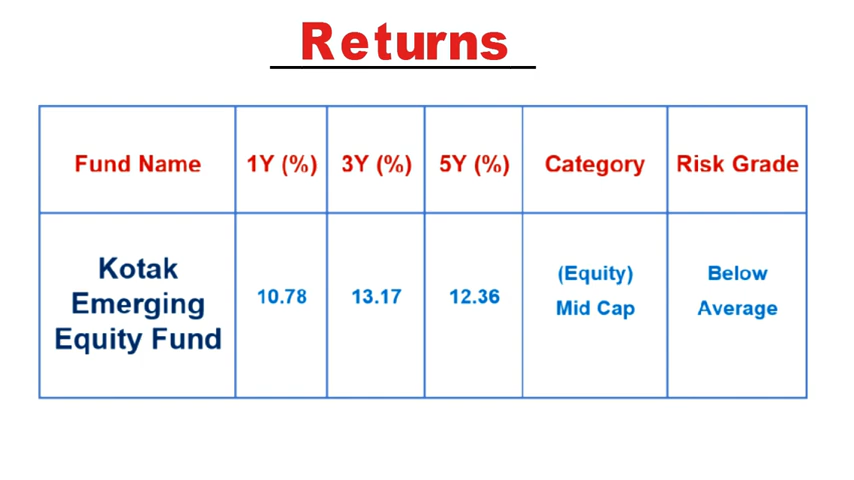 Returns
Fund Name 1Y (%) 3Y (%) 5Y (%) Category Risk Grade
Kotak
Emerging
Equity Fund
10.78 13.17 12.36
(Equity)
Mid Cap
Below
Average